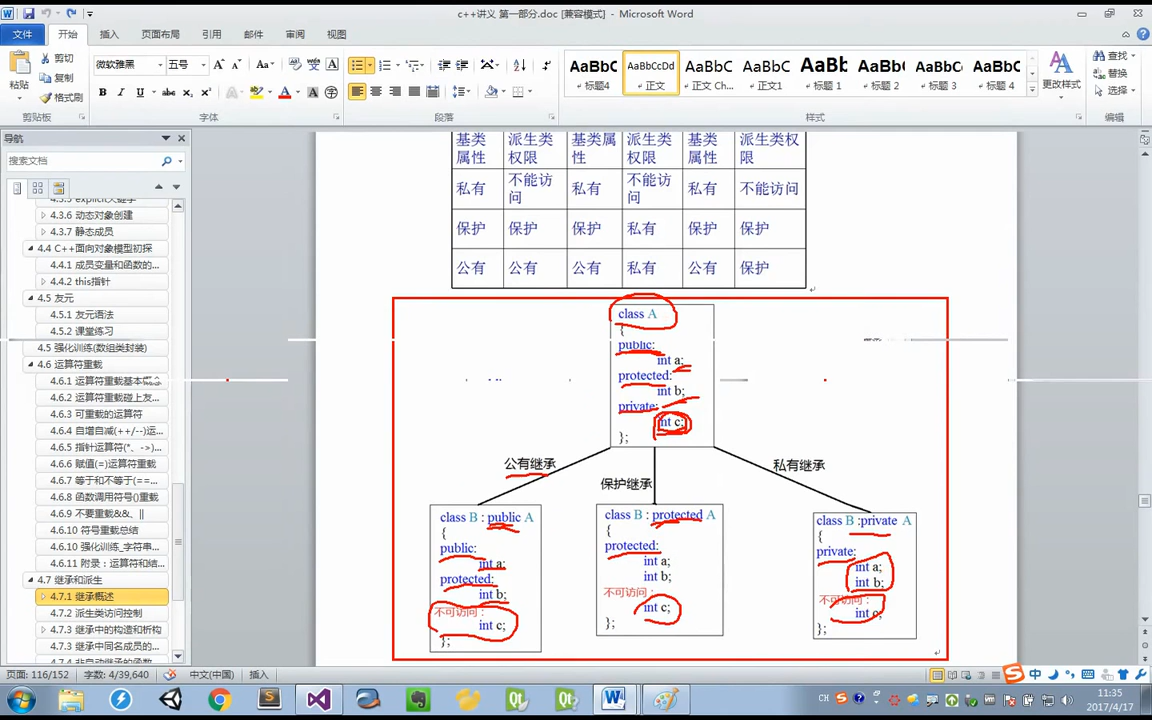 c++讲义 第一部分.doc [兼容模式] - Microsoft Word
文件 开始 插入 页面布局 引用 邮件 审阅 视图
剪切
复制
格式刷
粘贴
微软雅黑 五号
AaBbC AaBbCcDd AaBbC AaBbCcD AaBb AaBb( AaBbC AaBbC
标题4 正文 正文 Ch... 正文1 标题 1 标题 2 标题 3 标题 4
更改样式
查找
替换
选择
剪贴板 字体 段落 样式 编辑
导航
搜索文档
4.3.6 动态对象创建
4.3.7 静态成员
4.4 C++面向对象模型初探
4.4.1 成员变量和函数的...
4.4.2 this指针
4.5 友元
4.5.1 友元语法
4.5.2 课堂练习
4.5 强化训练(数组类封装)
4.6 运算符重载
4.6.1 运算符重载基本概念
4.6.2 运算符重载碰上友...
4.6.3 可重载的运算符
4.6.4 自增自减(++/--)运...
4.6.5 指针运算符(*、->)...
4.6.6 赋值(=)运算符重载
4.6.7 等于和不等于(==...
4.6.8 函数调用符号()重载
4.6.9 不要重载&&、||
4.6.10 符号重载总结
4.6.10 强化训练_字符串...
4.6.11 附录：运算符和结...
4.7 继承和派生
4.7.1 继承概述
4.7.2 派生类访问控制
4.7.3 继承中的构造和析构
4.7.3 继承中同名成员的...
基类属性 派生类权限 基类属性 派生类权限 基类属性 派生类权限
私有 不能访问 私有 不能访问 私有 不能访问
保护 保护 保护 私有 保护 保护
公有 公有 公有 私有 公有 保护
class A
{
public:
int a;
protected:
int b;
private:
int c;
};
公有继承
保护继承
私有继承
class B : public A
{
public:
int a;
protected:
int b;
不可访问：
int c;
};
class B : protected A
{
protected:
int a;
int b;
不可访问：
int c;
};
class B :private A
{
private:
int a;
int b;
不可访问：
int c;
};
页面: 116/152 字数: 4/39,640 中文(中国) 插入
中
CH
11:35
2017/4/17